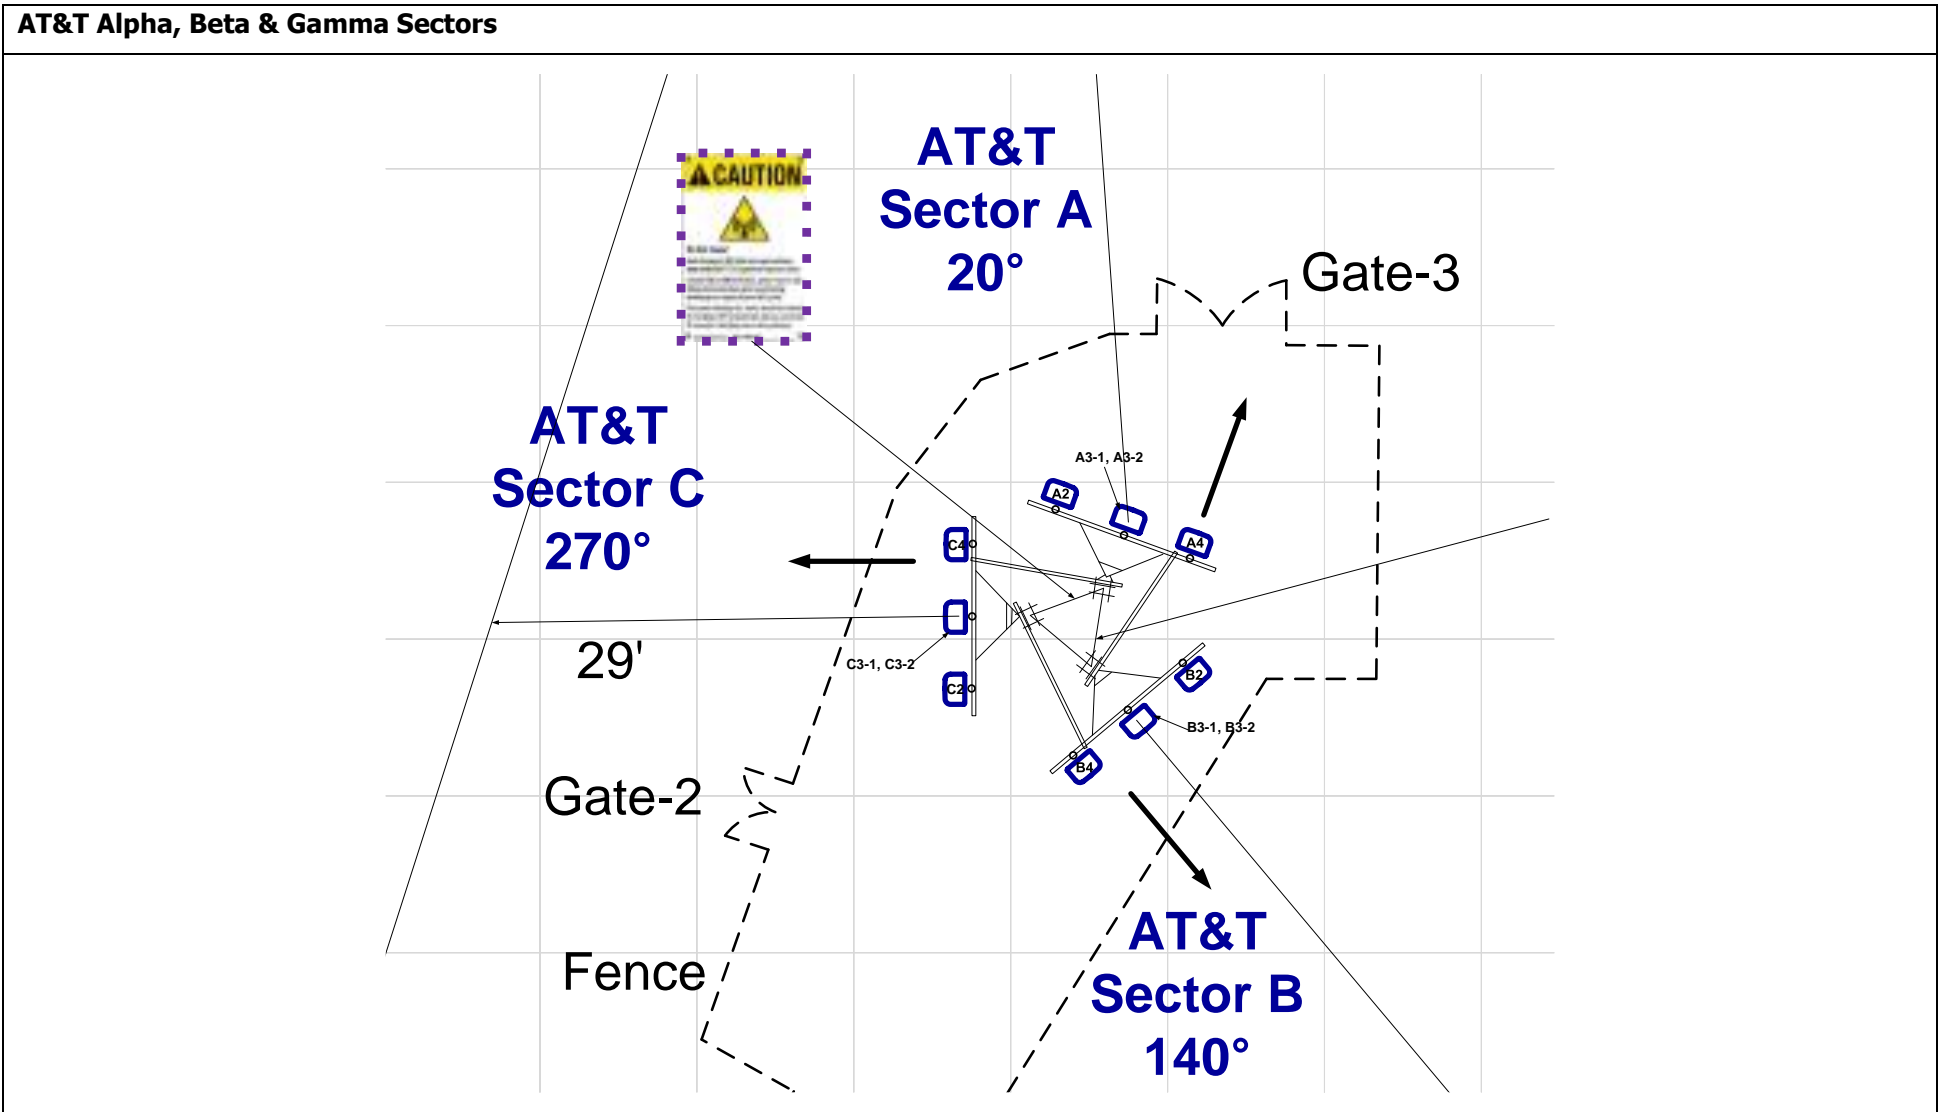 AT&T Alpha, Beta & Gamma Sectors
AT&T
Sector A
20°
CAUTION
Gate-3
AT&T
Sector C
270°
A3-1, A3-2
A2
A4
C4
C3-1, C3-2
C2
29'
B2
B3-1, B3-2
B4
Gate-2
Fence
AT&T
Sector B
140°